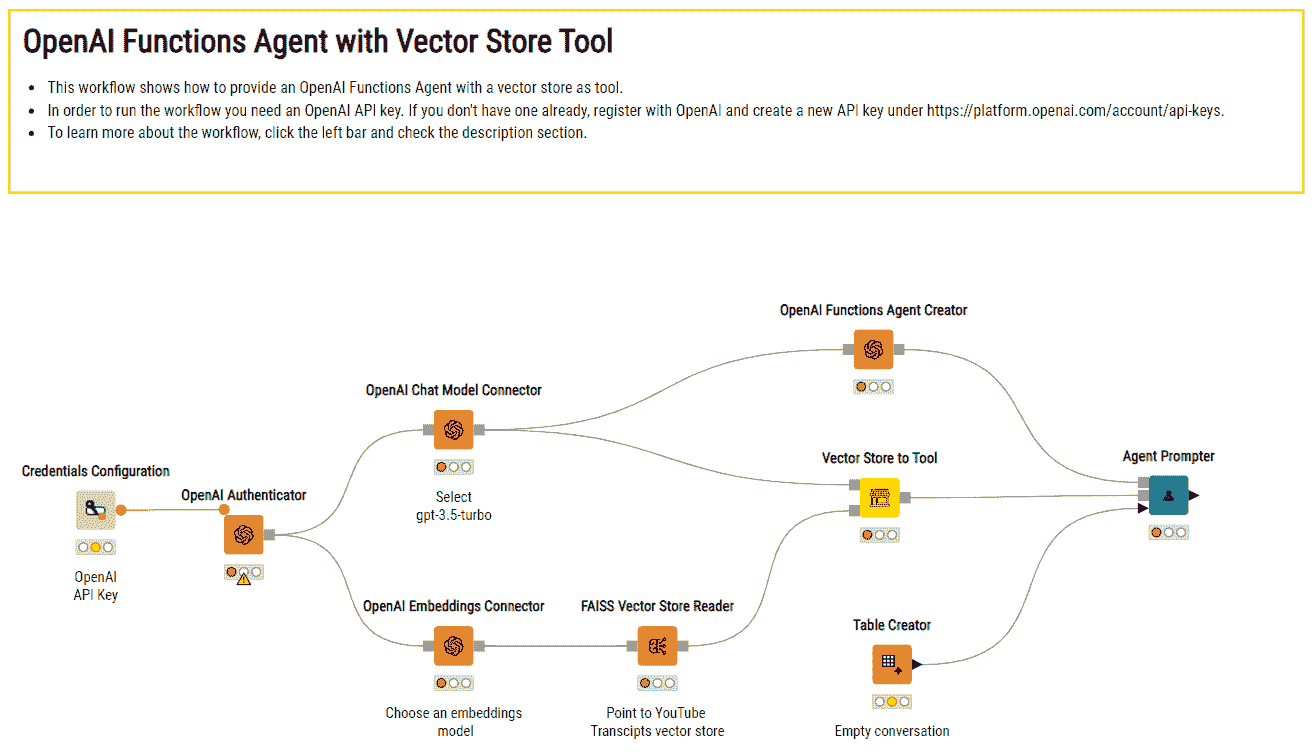 OpenAI Functions Agent with Vector Store Tool
• This workflow shows how to provide an OpenAI Functions Agent with a vector store as tool.
• In order to run the workflow you need an OpenAI API key. If you don't have one already, register with OpenAI and create a new API key under https://platform.openai.com/account/api-keys.
• To learn more about the workflow, click the left bar and check the description section.
OpenAI Functions Agent Creator
OpenAI Chat Model Connector
Select
gpt-3.5-turbo
Vector Store to Tool
Agent Prompter
Credentials Configuration
OpenAI
API Key
OpenAI Authenticator
OpenAI Embeddings Connector
Choose an embeddings
model
FAISS Vector Store Reader
Point to YouTube
Transcipts vector store
Table Creator
Empty conversation